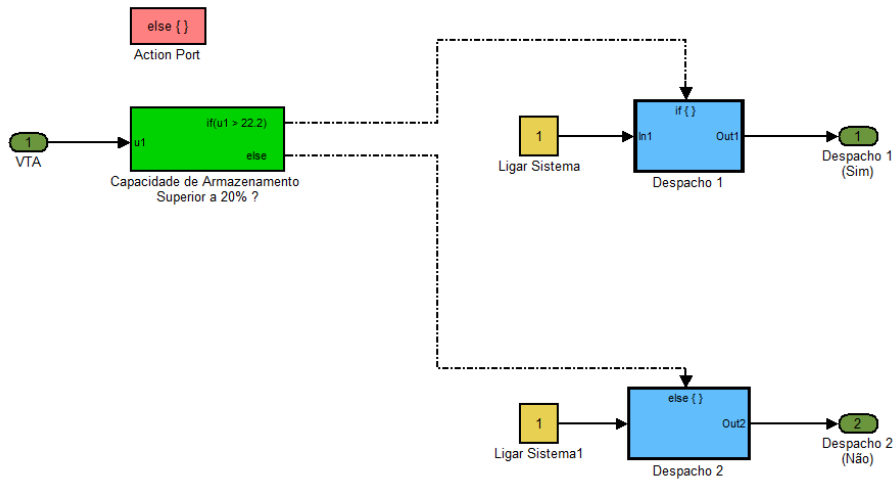 else { }
Action Port
1
VTA
u1
if(u1 > 22.2)
else
Capacidade de Armazenamento
Superior a 20% ?
1
Ligar Sistema
if { }
In1
Out1
Despacho 1
1
Despacho 1
(Sim)
1
Ligar Sistema1
else { }
Out2
Despacho 2
2
Despacho 2
(Não)